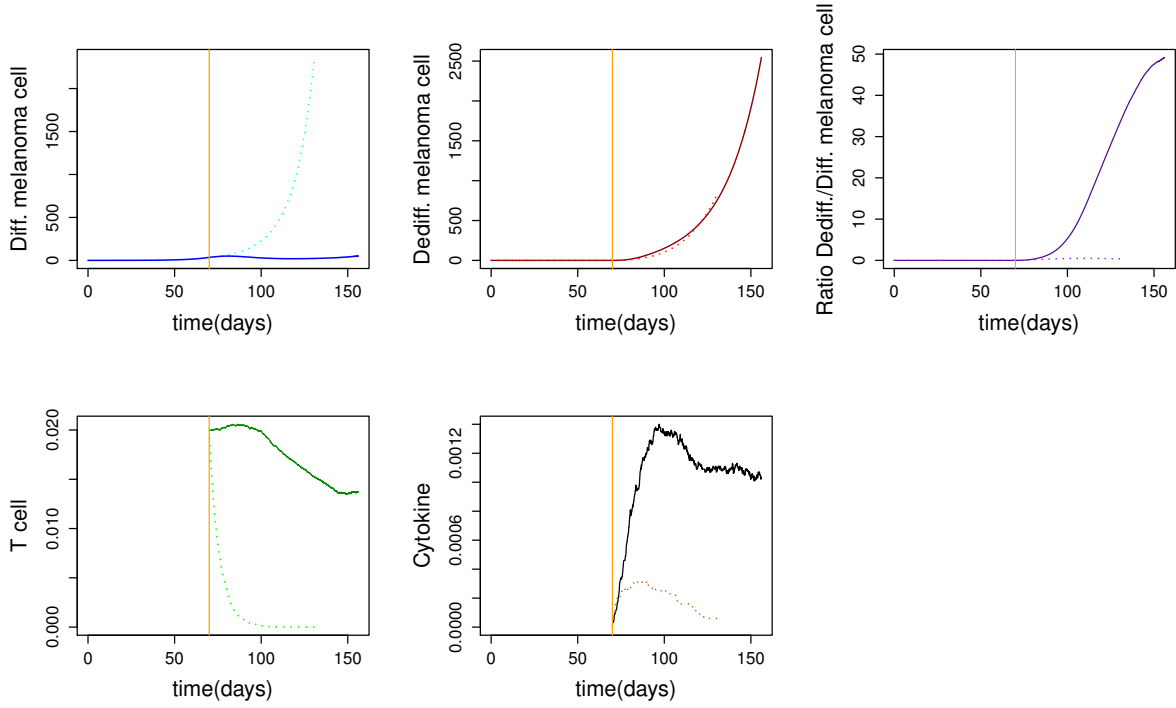 Diff. melanoma cell
0 500 1500
0 50 100 150
time(days)
Dediff. melanoma cell
0 500 1500 2500
0 50 100 150
time(days)
Ratio Dediff./Diff. melanoma cell
0 10 20 30 40 50
0 50 100 150
time(days)
T cell
0.000 0.010 0.020
0 50 100 150
time(days)
Cytokine
0.0000 0.0006 0.0012
0 50 100 150
time(days)